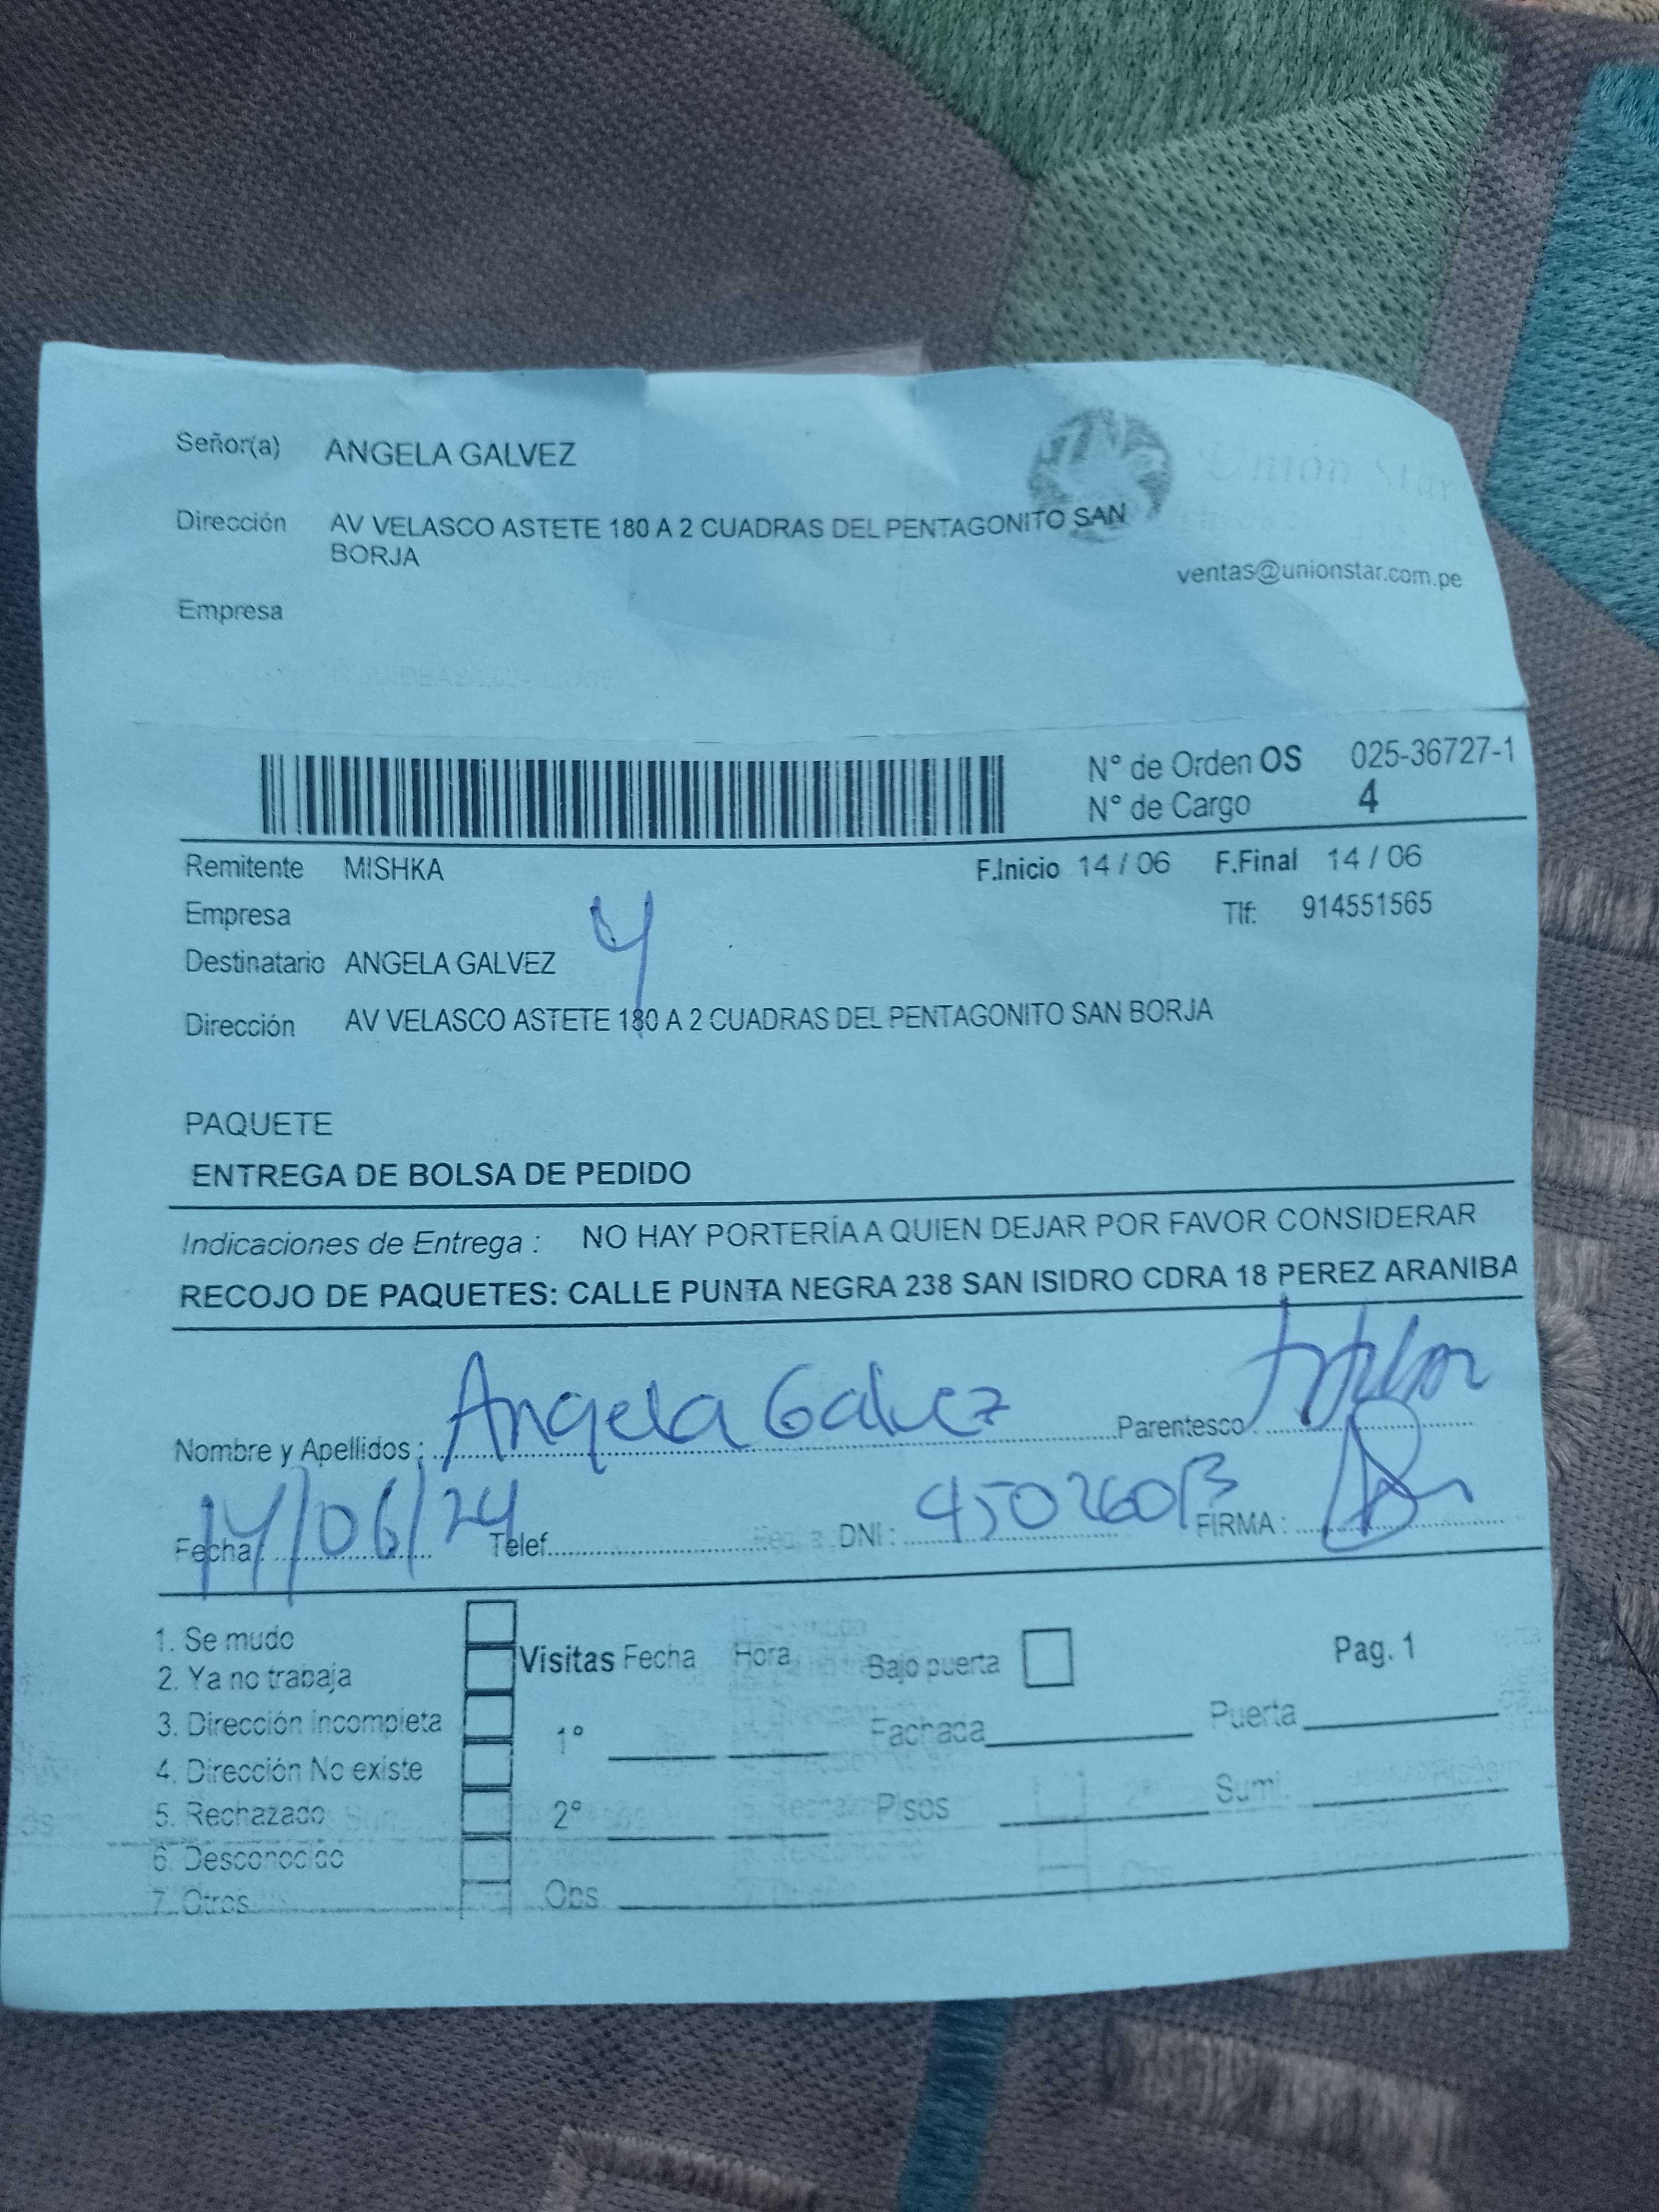 Señor(a) ANGELA GALVEZ
Unión Star
Dirección AV VELASCO ASTETE 180 A 2 CUADRAS DEL PENTAGONITO SAN
BORJA
ventas@unionstar.com.pe
Empresa
N° de Orden OS 025-36727-1
N° de Cargo 4
Remitente MISHKA F.Inicio 14 / 06 F.Final 14 / 06
Empresa Tlf: 914551565
4
Destinatario ANGELA GALVEZ
Dirección AV VELASCO ASTETE 180 A 2 CUADRAS DEL PENTAGONITO SAN BORJA
PAQUETE
ENTREGA DE BOLSA DE PEDIDO
Indicaciones de Entrega : NO HAY PORTERÍA A QUIEN DEJAR POR FAVOR CONSIDERAR
RECOJO DE PAQUETES: CALLE PUNTA NEGRA 238 SAN ISIDRO CDRA 18 PEREZ ARANIBA
Nombre y Apellidos : Angela Galvez Parentesco
Fecha 14/06/24 Telef. DNI : FIRMA :
1. Se mudo
2. Ya no trabaja Visitas Fecha Hora Bajo puerta Pag. 1
3. Dirección incompleta 1° Fachada Puerta
4. Dirección No existe
5. Rechazado 2° Pisos Sumi.
6. Desconocido
7. Otros Obs